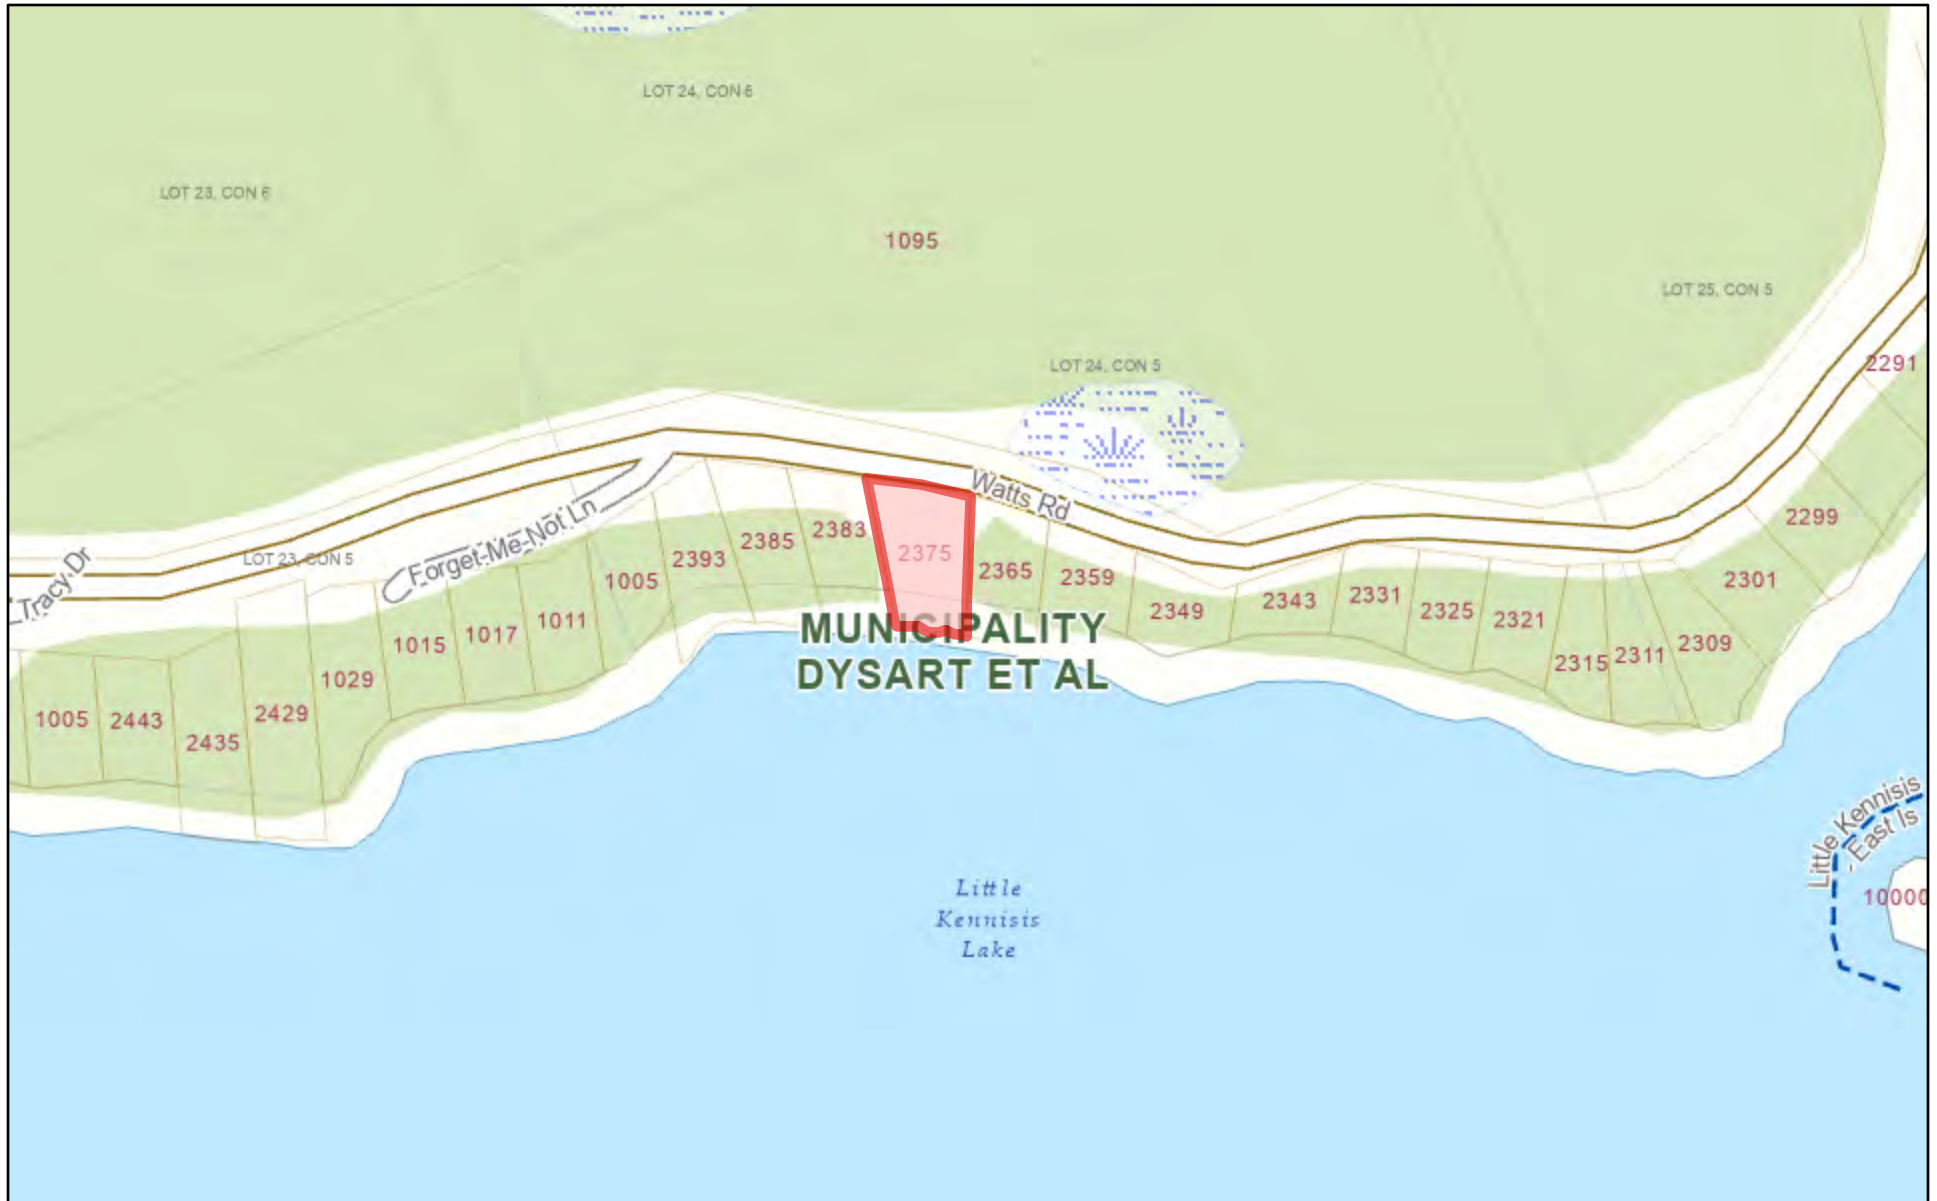 LOT 24, CON 6
LOT 23, CON 6
1095
LOT 25, CON 5
LOT 24, CON 5
2291
Watts Rd
Forget-Me-Not Ln
LOT 23, CON 5
Tracy Dr
2299
2301
2309
2311
2315
2321
2325
2331
2343
2349
2359
2365
2375
2383
2385
2393
1005
1011
1017
1015
1029
2429
2435
2443
1005
MUNICIPALITY
DYSART ET AL
Little
Kennisis
Lake
Little Kennisis
- East Is
10000